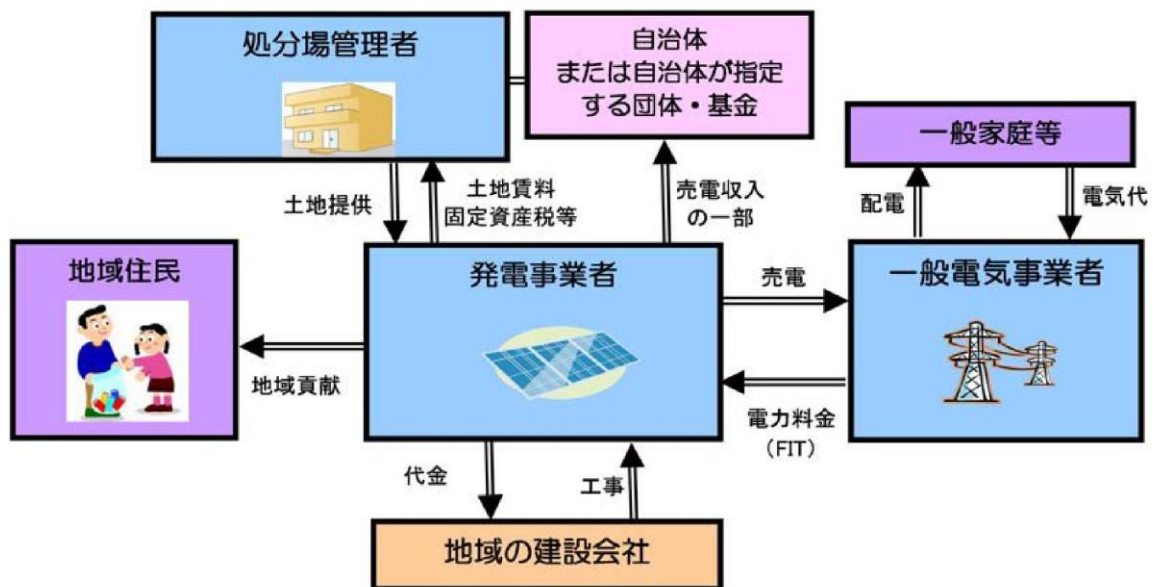 処分場管理者
自治体
または自治体が指定
する団体・基金
一般家庭等
土地提供
土地賃料
固定資産税等
売電収入
の一部
配電
電気代
地域住民
発電事業者
売電
一般電気事業者
地域貢献
電力料金
（FIT）
代金
工事
地域の建設会社